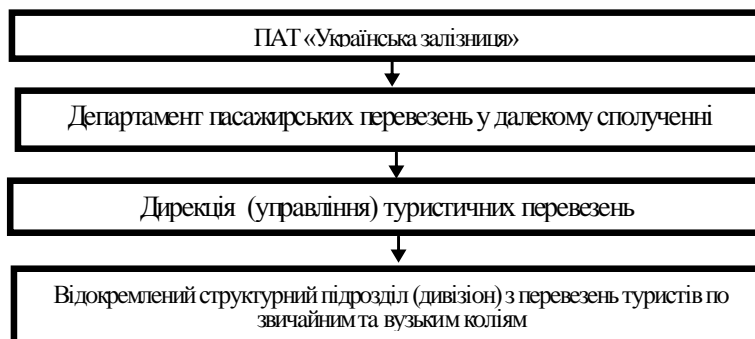 ПАТ «Українська залізниця»
Департамент пасажирських перевезень у далекому сполученні
Дирекція (управління) туристичних перевезень
Відокремлений структурний підрозділ (дивізіон) з перевезень туристів по
звичайним та вузьким коліям